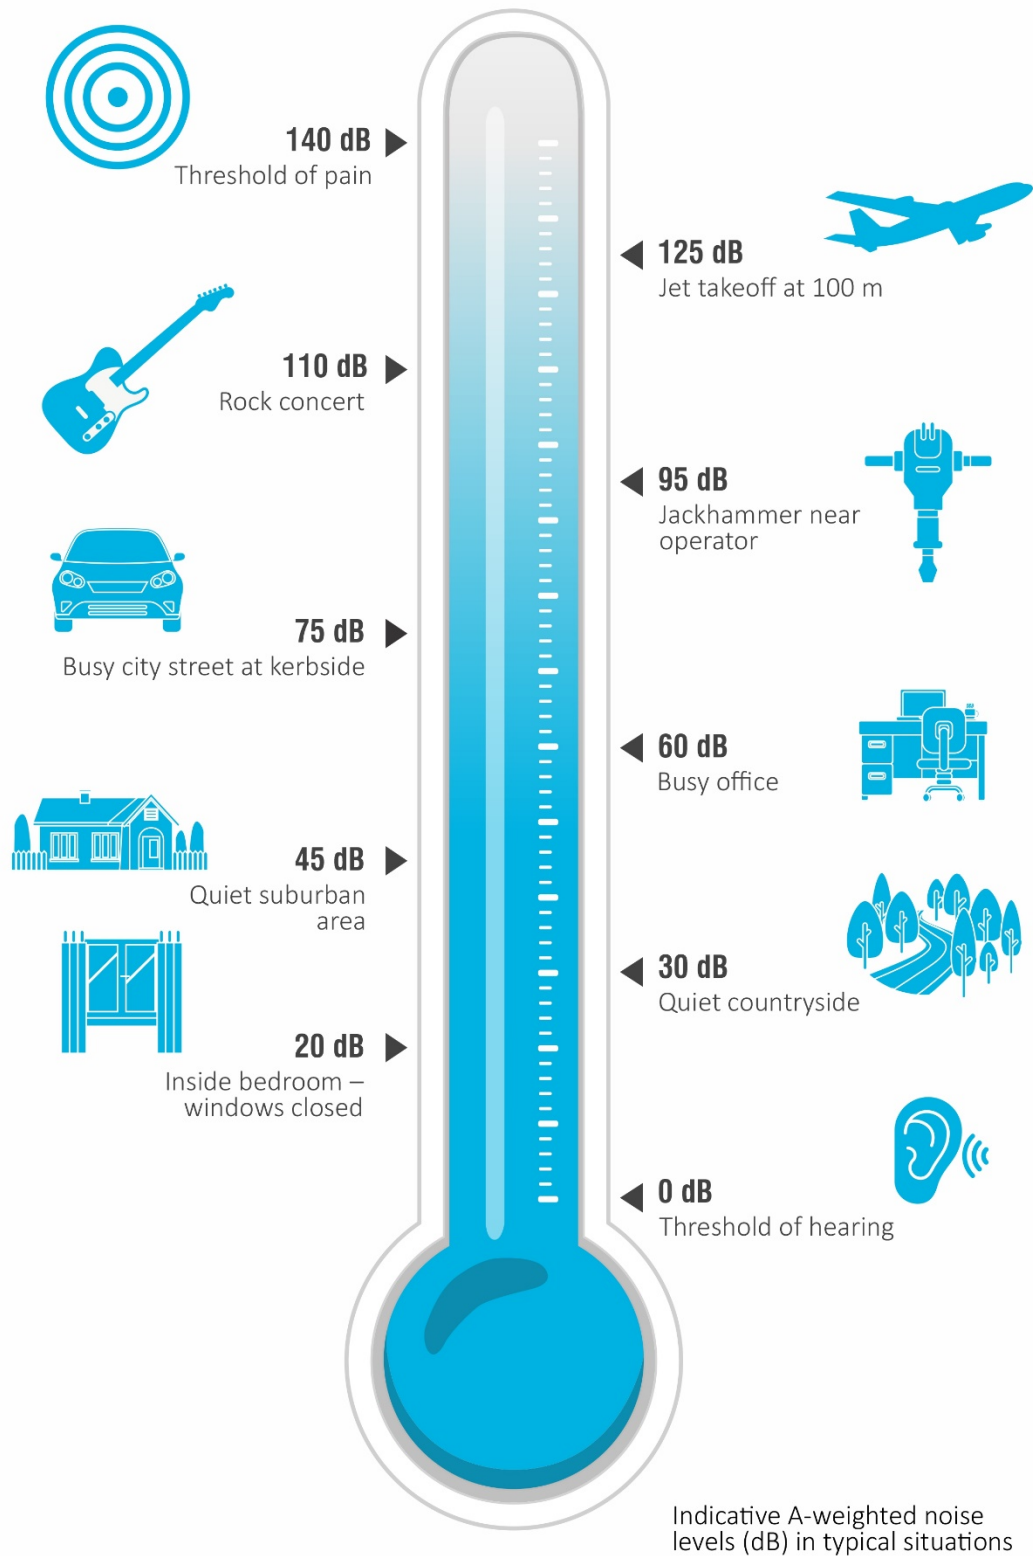 140 dB
Threshold of pain
125 dB
Jet takeoff at 100 m
110 dB
Rock concert
95 dB
Jackhammer near
operator
75 dB
Busy city street at kerbside
60 dB
Busy office
45 dB
Quiet suburban
area
30 dB
Quiet countryside
20 dB
Inside bedroom –
windows closed
0 dB
Threshold of hearing
Indicative A-weighted noise
levels (dB) in typical situations